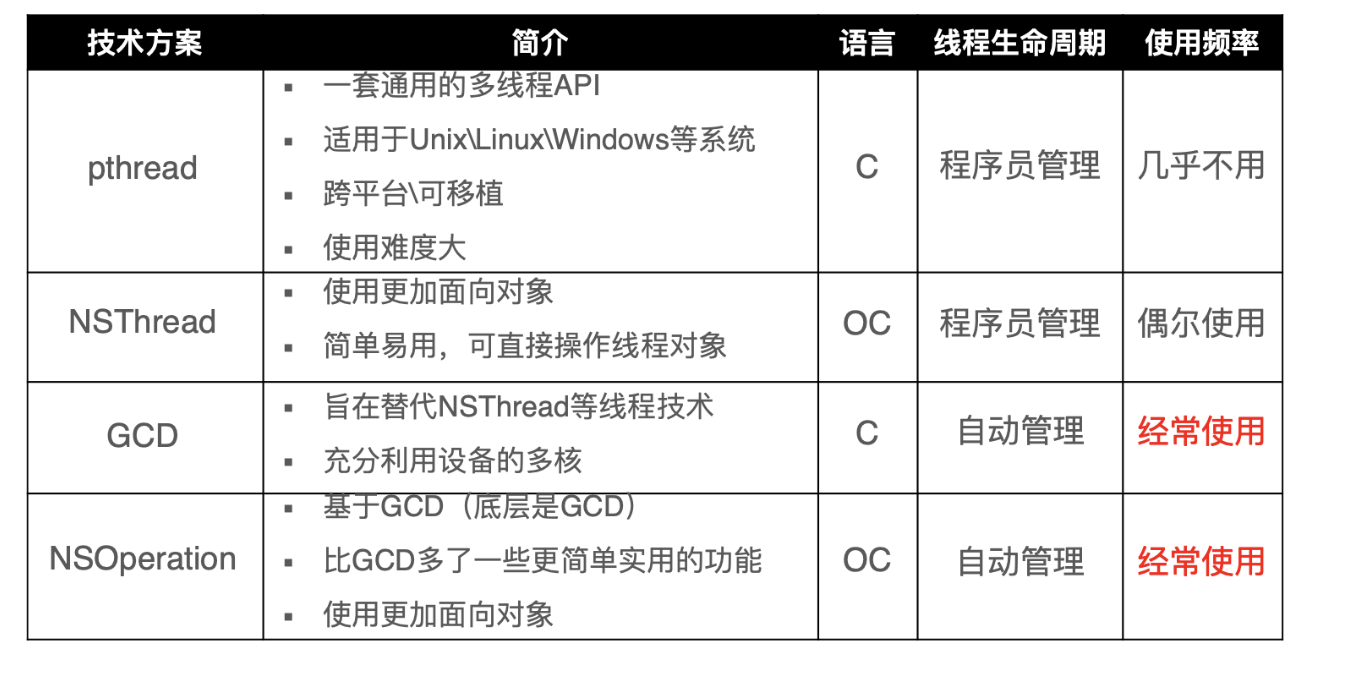 技术方案 简介 语言 线程生命周期 使用频率
pthread
▪ 一套通用的多线程API
▪ 适用于Unix\Linux\Windows等系统
▪ 跨平台\可移植
▪ 使用难度大
C
程序员管理
几乎不用
NSThread
▪ 使用更加面向对象
▪ 简单易用，可直接操作线程对象
OC
程序员管理
偶尔使用
GCD
▪ 旨在替代NSThread等线程技术
▪ 充分利用设备的多核
C
自动管理
经常使用
NSOperation
▪ 基于GCD（底层是GCD）
▪ 比GCD多了一些更简单实用的功能
▪ 使用更加面向对象
OC
自动管理
经常使用